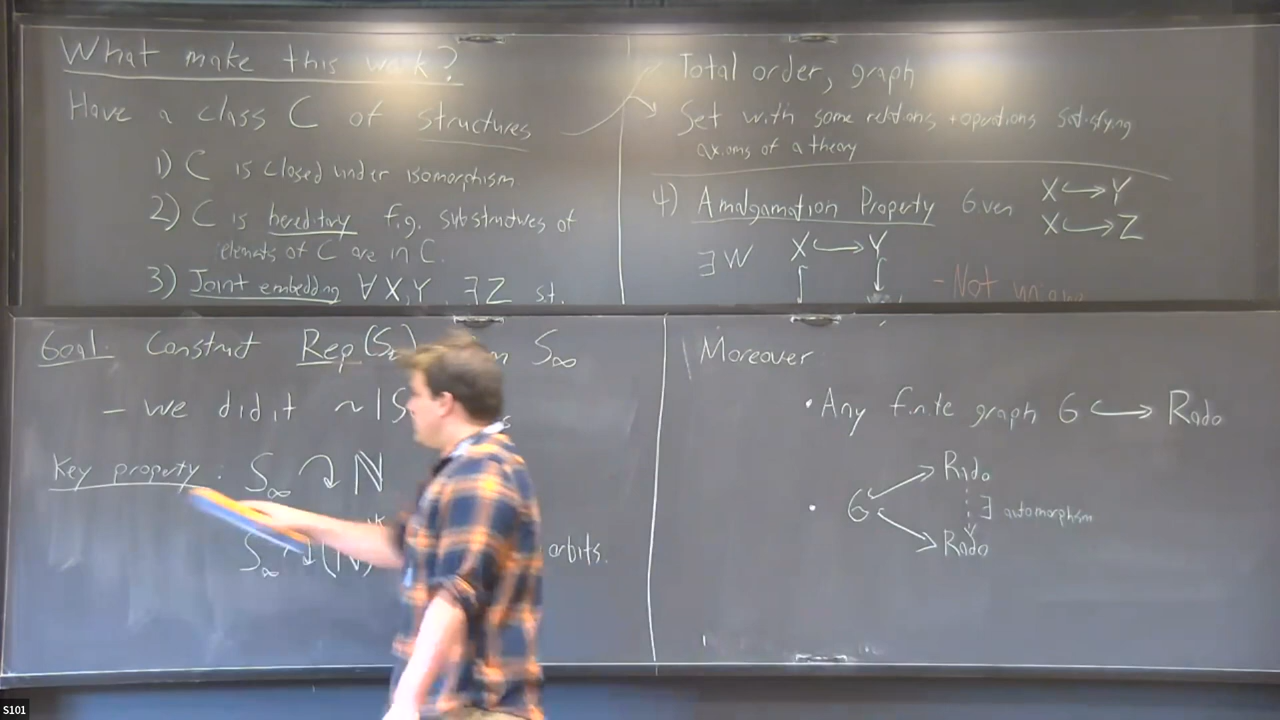 What make this work?
Have a class C of structures
1) C is closed under isomorphism
2) C is hereditary f.g. substructures of
elements of C are in C.
3) Joint embedding ∀ X,Y ∃ Z st.
Total order, graph
Set with some relations + operations satisfying
axioms of a theory
4) Amalgamation Property Given X ↪ Y
X ↪ Z
∃ W X ↪ Y
- Not unique
Goal: Construct Rep(S S∞
- we did it ~ |S
Key property: S∞ ↷ N
S∞ ↷ (N)^k orbits.
Moreover
• Any finite graph G ↪ Rado
Rado
• G ∃ automorphism
Rado
S101